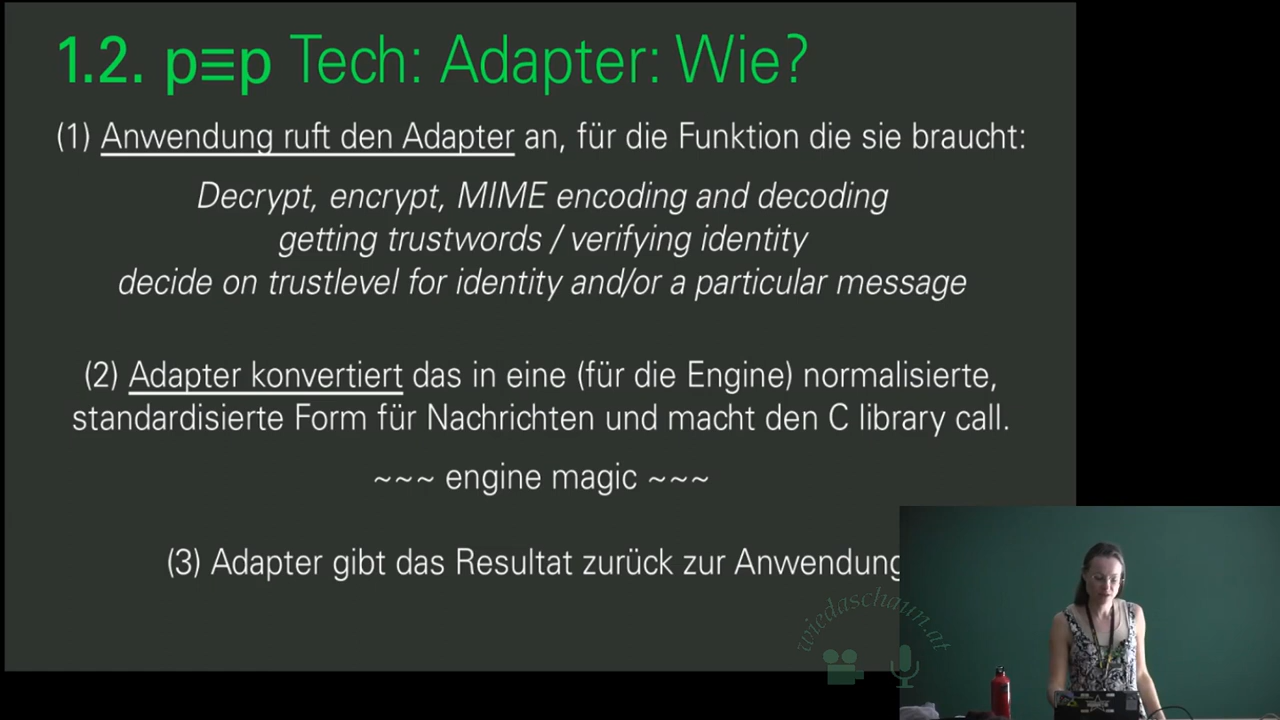 1.2. p≡p Tech: Adapter: Wie?
(1) Anwendung ruft den Adapter an, für die Funktion die sie braucht:
Decrypt, encrypt, MIME encoding and decoding
getting trustwords / verifying identity
decide on trustlevel for identity and/or a particular message
(2) Adapter konvertiert das in eine (für die Engine) normalisierte,
standardisierte Form für Nachrichten und macht den C library call.
~~~ engine magic ~~~
(3) Adapter gibt das Resultat zurück zur Anwendung
wiedaschaun.at